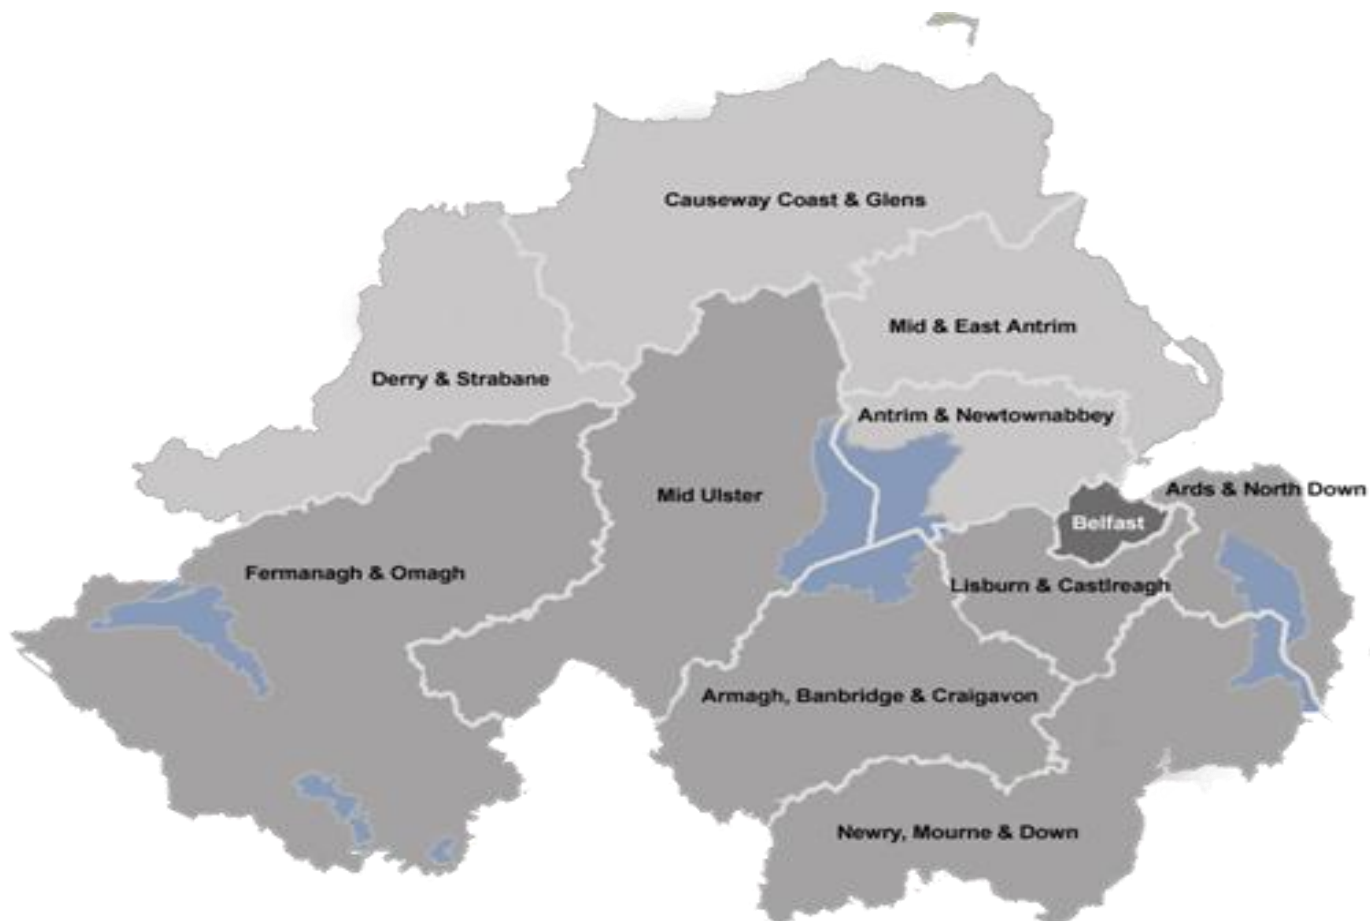 Causeway Coast & Glens
Mid & East Antrim
Derry & Strabane
Antrim & Newtownabbey
Mid Ulster
Ards & North Down
Belfast
Fermanagh & Omagh
Lisburn & Castlreagh
Armagh, Banbridge & Craigavon
Newry, Mourne & Down